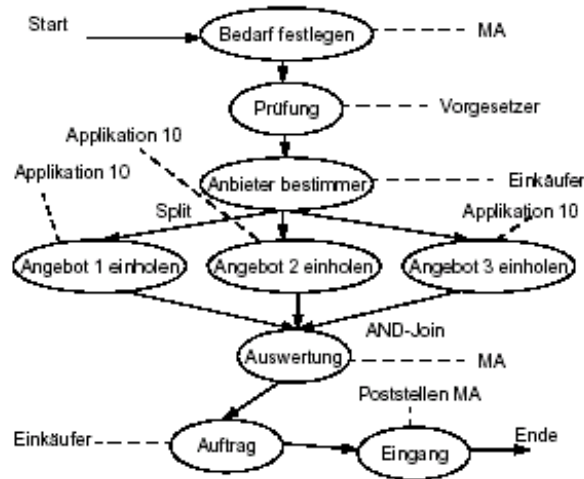 Start
Bedarf festlegen
MA
Prüfung
Vorgesetzer
Applikation 10
Applikation 10
Anbieter bestimmer
Einkäufer
Split
Applikation 10
Angebot 1 einholen
Angebot 2 einholen
Angebot 3 einholen
AND-Join
Auswertung
MA
Poststellen MA
Einkäufer
Auftrag
Eingang
Ende